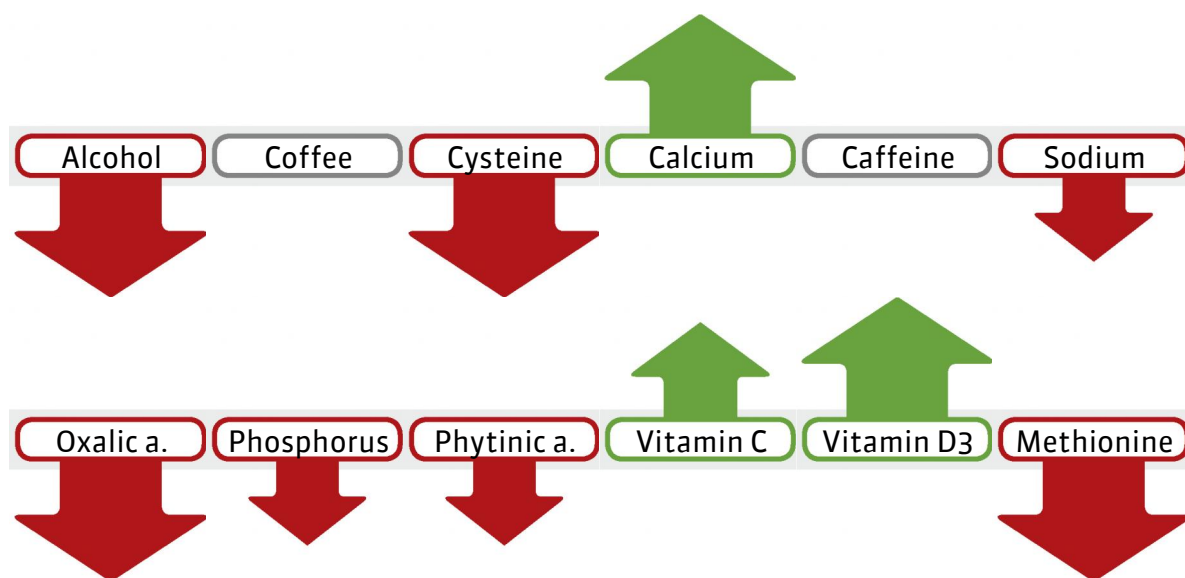 Alcohol
Coffee
Cysteine
Calcium
Caffeine
Sodium
Oxalic a.
Phosphorus
Phytinic a.
Vitamin C
Vitamin D3
Methionine